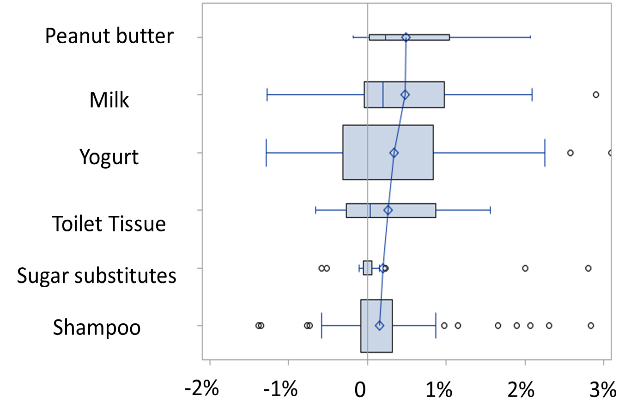 Peanut butter
Milk
Yogurt
Toilet Tissue
Sugar substitutes
Shampoo
-2% -1% 0 1% 2% 3%